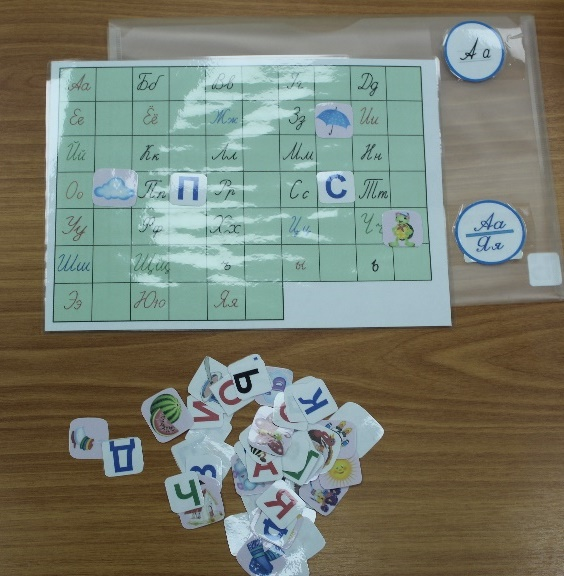 Аа Бб Вв Гг Дд
Ее Ёё Жж Зз Ии
Йй Кк Лл Мм Нн
Оо Пп П Рр Сс С Тт
Уу Фф Хх Цц Чч
Шш Щщ ъ ы ь
Ээ Юю Яя
Аа
Аа
Яя
Ь
К
И
Д
Ч
Я